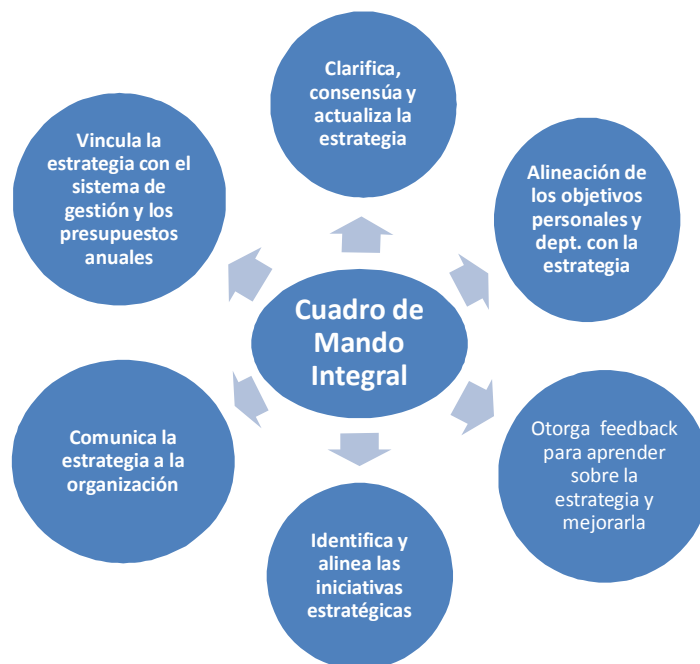 Clarifica,
consensúa y
actualiza la
estrategia
Alineación de
los objetivos
personales y
dept. con la
estrategia
Otorga feedback
para aprender
sobre la
estrategia y
mejorarla
Identifica y
alinea las
iniciativas
estratégicas
Comunica la
estrategia a la
organización
Vincula la
estrategia con el
sistema de
gestión y los
presupuestos
anuales
Cuadro de
Mando
Integral